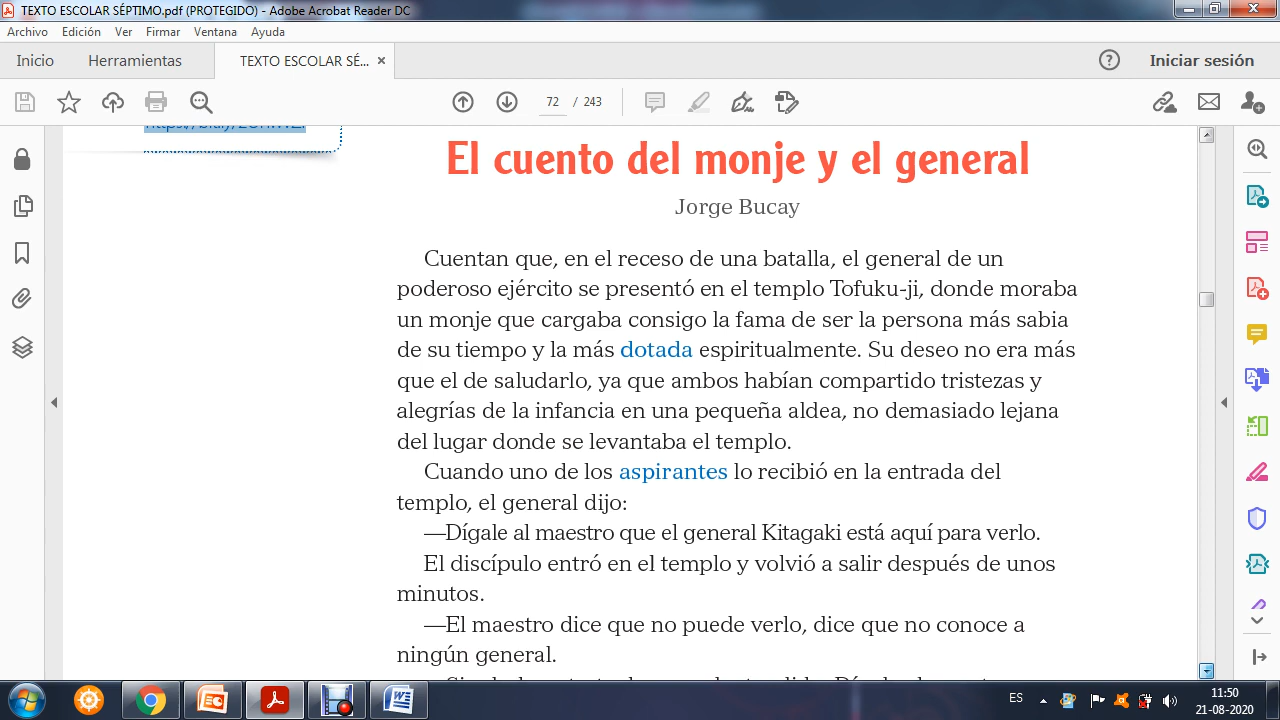 TEXTO ESCOLAR SÉPTIMO.pdf (PROTEGIDO) - Adobe Acrobat Reader DC
Archivo Edición Ver Firmar Ventana Ayuda
Inicio Herramientas TEXTO ESCOLAR SÉ... × Iniciar sesión
72 / 243
El cuento del monje y el general
Jorge Bucay
Cuentan que, en el receso de una batalla, el general de un
poderoso ejército se presentó en el templo Tofuku-ji, donde moraba
un monje que cargaba consigo la fama de ser la persona más sabia
de su tiempo y la más dotada espiritualmente. Su deseo no era más
que el de saludarlo, ya que ambos habían compartido tristezas y
alegrías de la infancia en una pequeña aldea, no demasiado lejana
del lugar donde se levantaba el templo.
Cuando uno de los aspirantes lo recibió en la entrada del
templo, el general dijo:
—Dígale al maestro que el general Kitagaki está aquí para verlo.
El discípulo entró en el templo y volvió a salir después de unos
minutos.
—El maestro dice que no puede verlo, dice que no conoce a
ningún general.
ES 11:50
21-08-2020